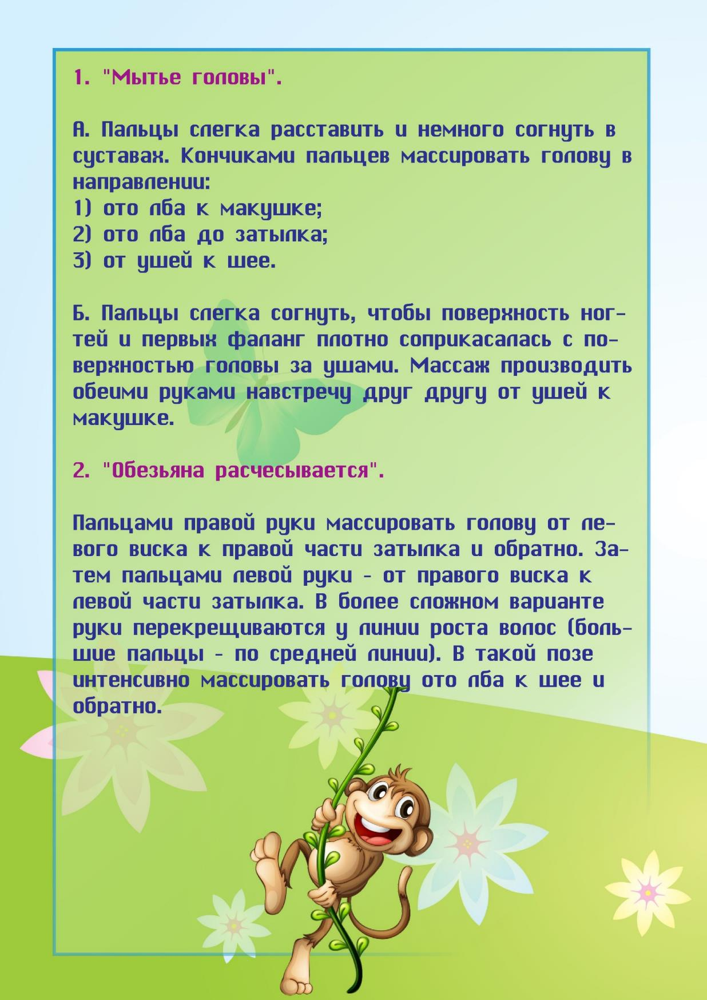 1. "Мытье головы".
А. Пальцы слегка расставить и немного согнуть в
суставах. Кончиками пальцев массировать голову в
направлении:
1) ото лба к макушке;
2) ото лба до затылка;
3) от ушей к шее.
Б. Пальцы слегка согнуть, чтобы поверхность ног-
тей и первых фаланг плотно соприкасалась с по-
верхностью головы за ушами. Массаж производить
обеими руками навстречу друг другу от ушей к
макушке.
2. "Обезьяна расчесывается".
Пальцами правой руки массировать голову от ле-
вого виска к правой части затылка и обратно. За-
тем пальцами левой руки - от правого виска к
левой части затылка. В более сложном варианте
руки перекрещиваются у линии роста волос (боль-
шие пальцы - по средней линии). В такой позе
интенсивно массировать голову ото лба к шее и
обратно.